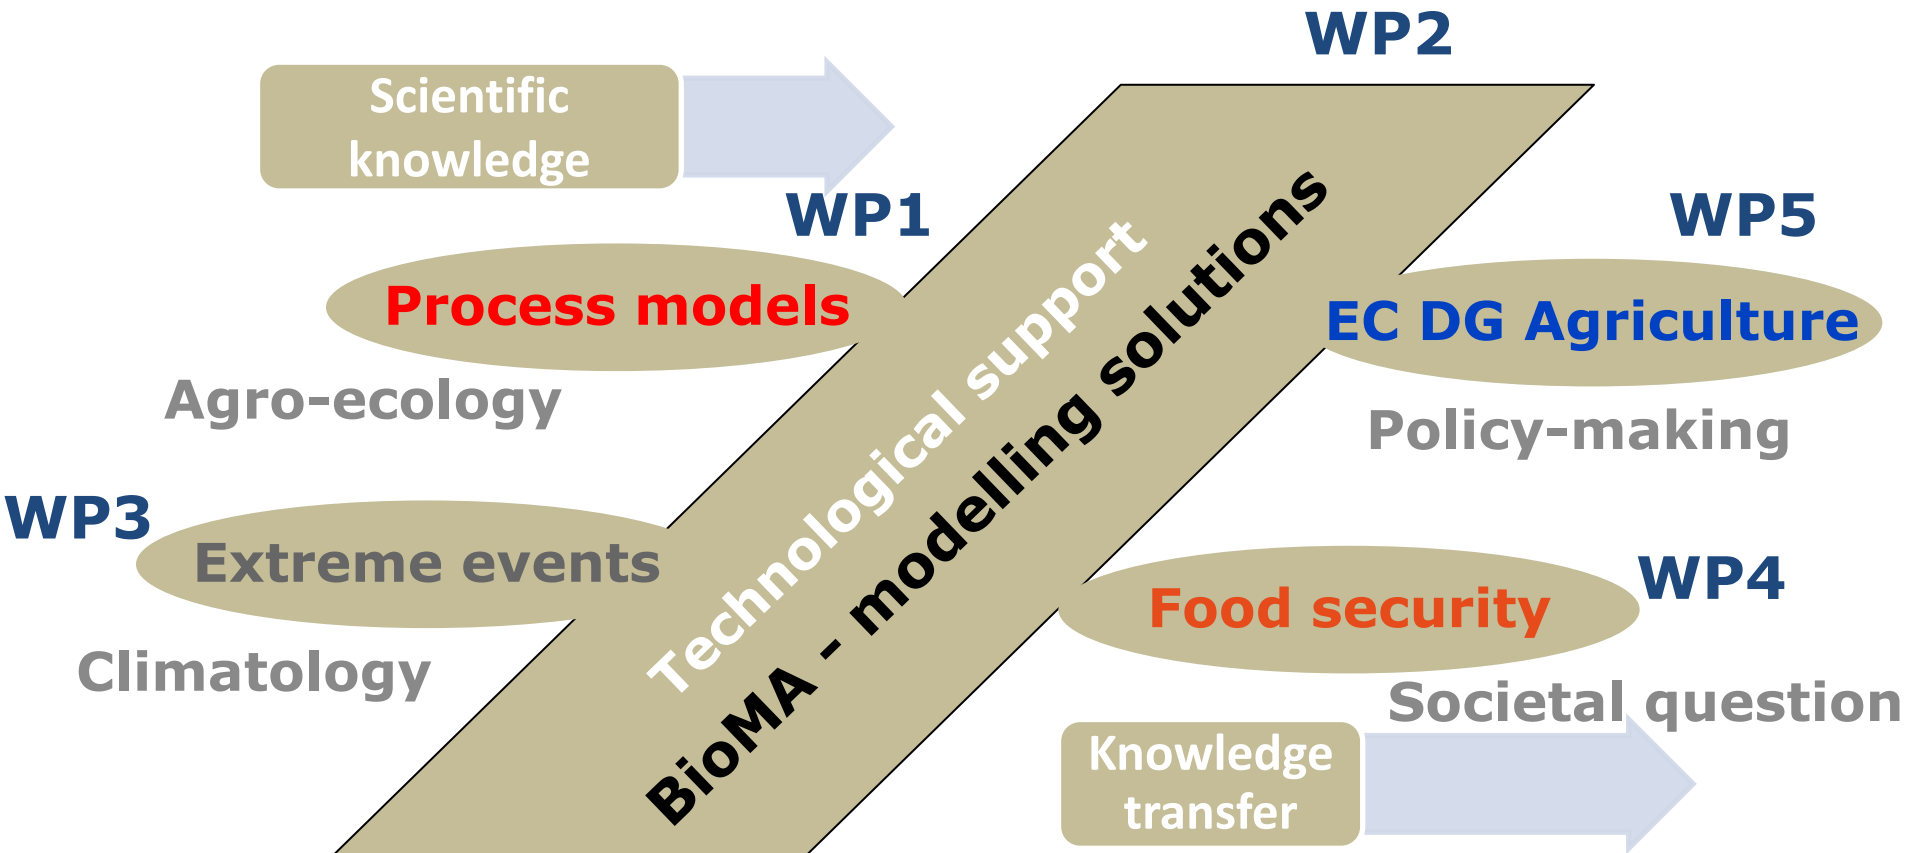 WP2
Scientific
knowledge
WP1
WP5
Process models
EC DG Agriculture
Agro-ecology
Policy-making
Technological support
BioMA - modelling solutions
WP3
Extreme events
WP4
Food security
Climatology
Societal question
Knowledge
transfer